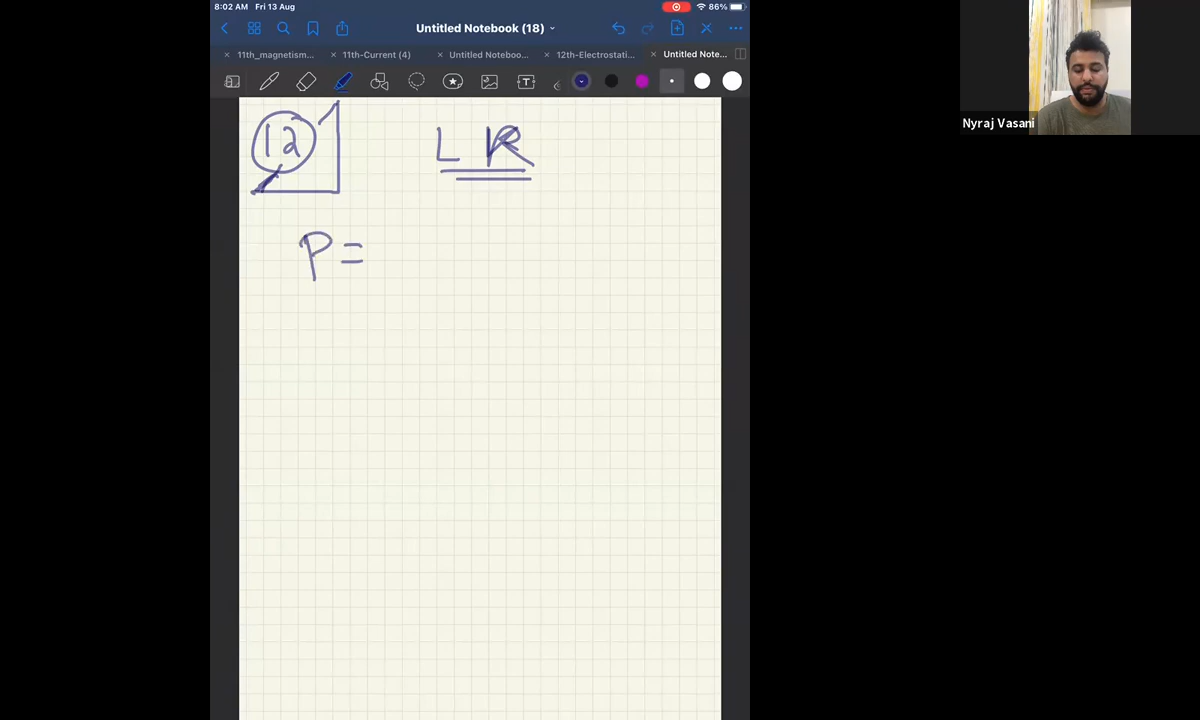 8:02 AM Fri 13 Aug
86%
Untitled Notebook (18)
11th_magnetism...
11th-Current (4)
Untitled Noteboo...
12th-Electrostati...
Untitled Note...
Nyraj Vasani
12
L R
P =